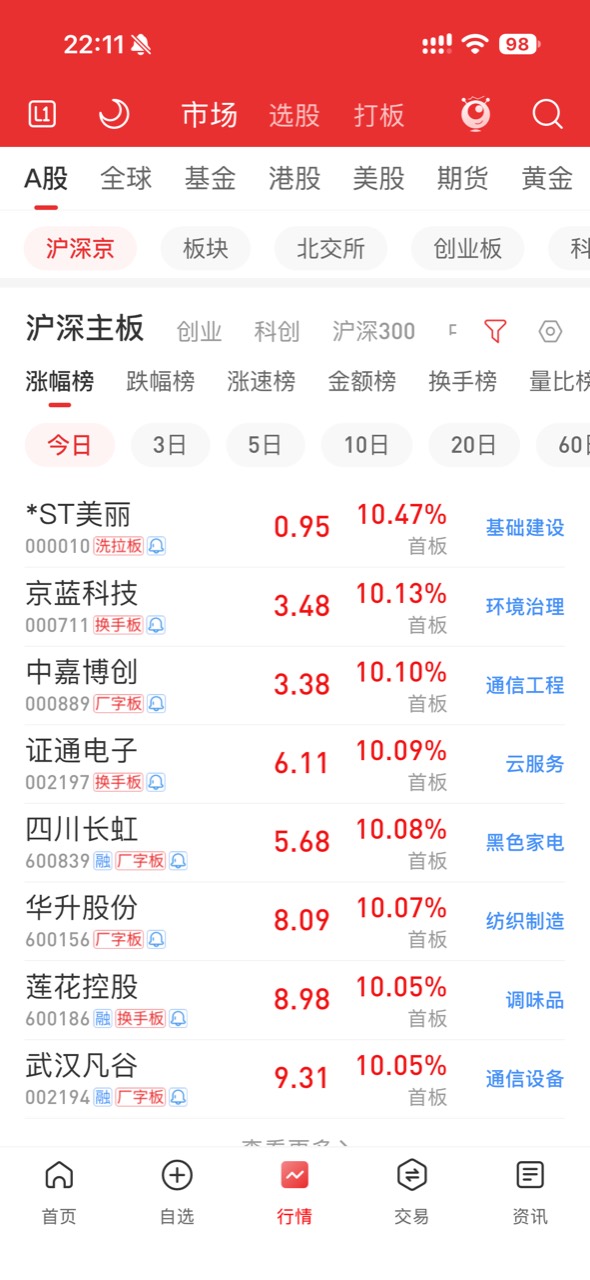 22:11 98
L1 市场 选股 打板
A股 全球 基金 港股 美股 期货 黄金
沪深京 板块 北交所 创业板 科
沪深主板 创业 科创 沪深300
涨幅榜 跌幅榜 涨速榜 金额榜 换手榜 量比榜
今日 3日 5日 10日 20日 60日
*ST美丽 0.95 10.47% 基础建设
000010 洗拉板 首板
京蓝科技 3.48 10.13% 环境治理
000711 换手板 首板
中嘉博创 3.38 10.10% 通信工程
000889 厂字板 首板
证通电子 6.11 10.09% 云服务
002197 换手板 首板
四川长虹 5.68 10.08% 黑色家电
600839 融 厂字板 首板
华升股份 8.09 10.07% 纺织制造
600156 厂字板 首板
莲花控股 8.98 10.05% 调味品
600186 融 换手板 首板
武汉凡谷 9.31 10.05% 通信设备
002194 融 厂字板 首板
查看更多
首页 自选 行情 交易 资讯